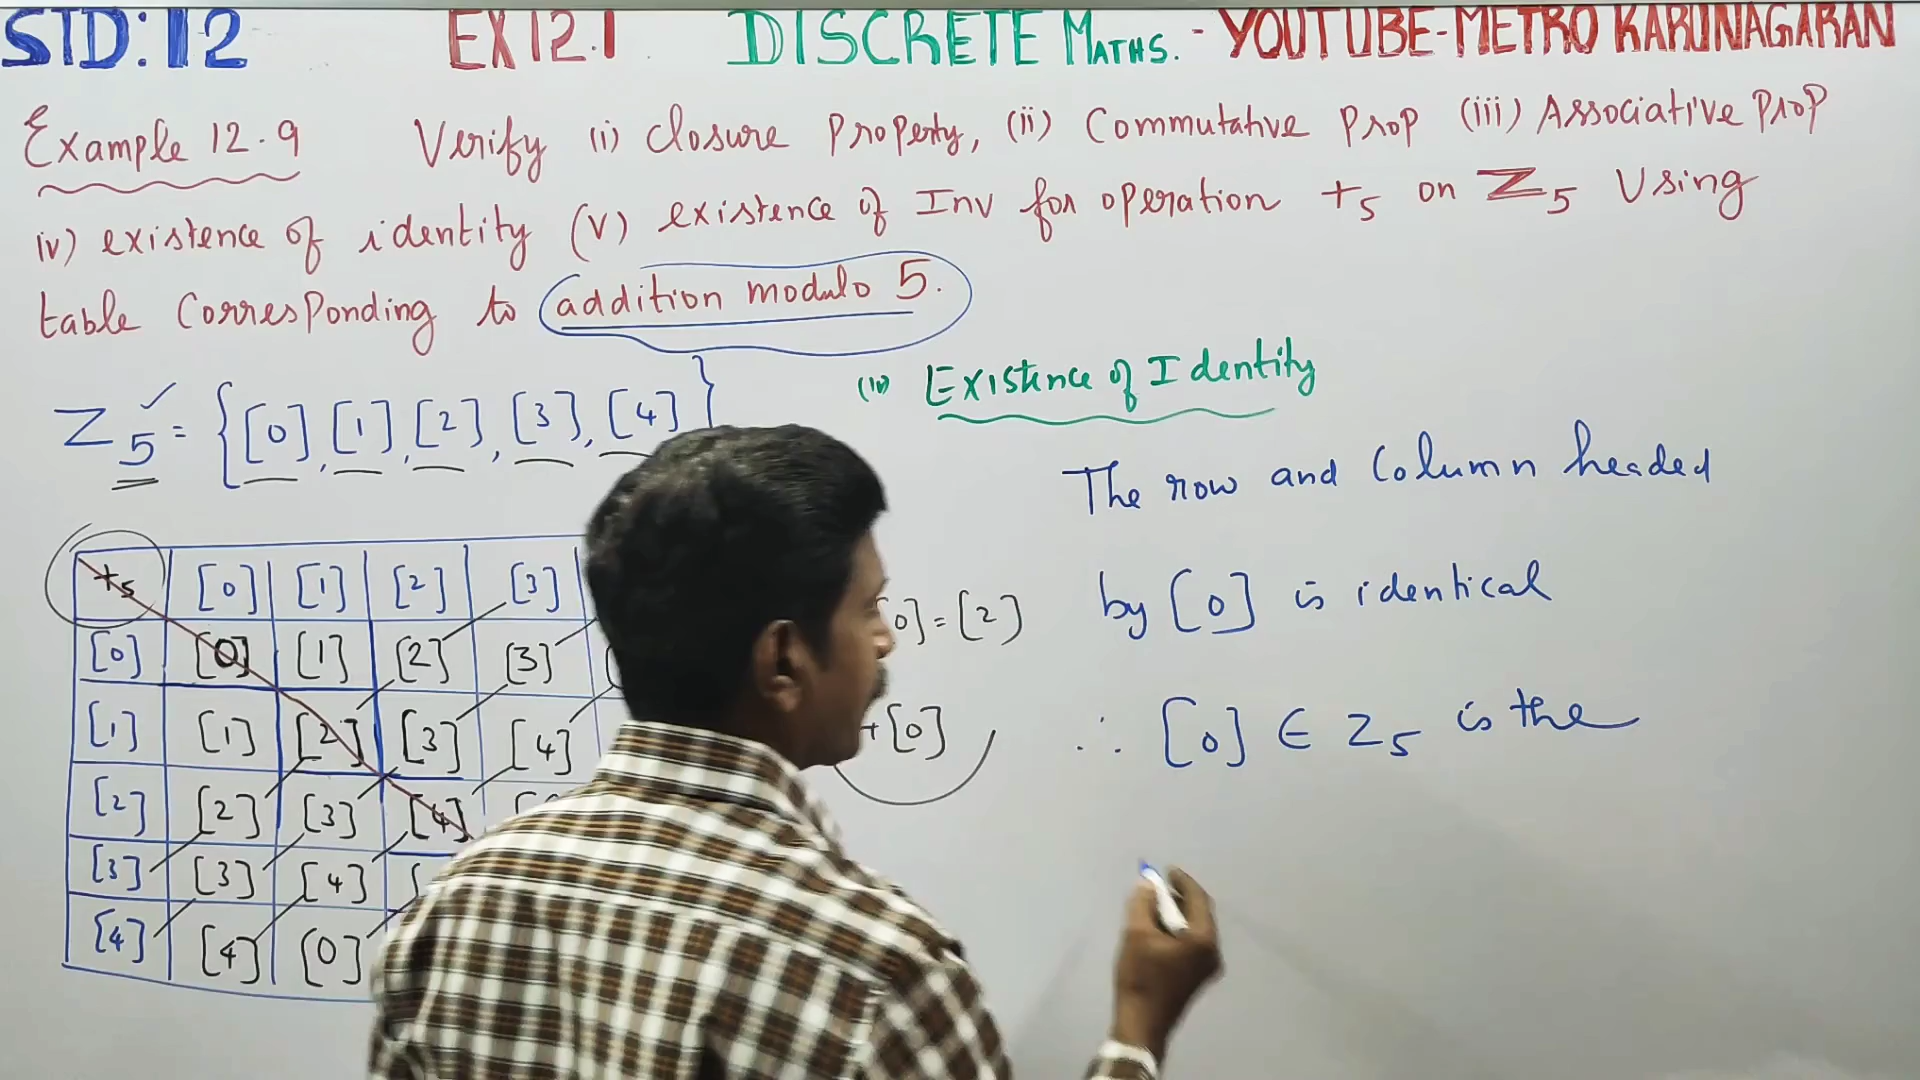 STD:12 EX 12.1 DISCRETE MATHS. - YOUTUBE-METRO KARUNAGARAN
Example 12.9 Verify (i) closure Property, (ii) Commutative Prop (iii) Associative Prop
iv) existence of identity (v) existence of Inv for operation +5 on Z5 Using
table Corresponding to addition modulo 5.
Z5 = {[0], [1], [2], [3], [4]}
(iv) Existence of Identity
The row and Column headed
by [0] is identical
∴ [0] ∈ Z5 is the
0] = [2]
+[0]
+5 [0] [1] [2] [3]
[0] [0] [1] [2] [3]
[1] [1] [2] [3] [4]
[2] [2] [3] [4]
[3] [3] [4]
[4] [4] [0]